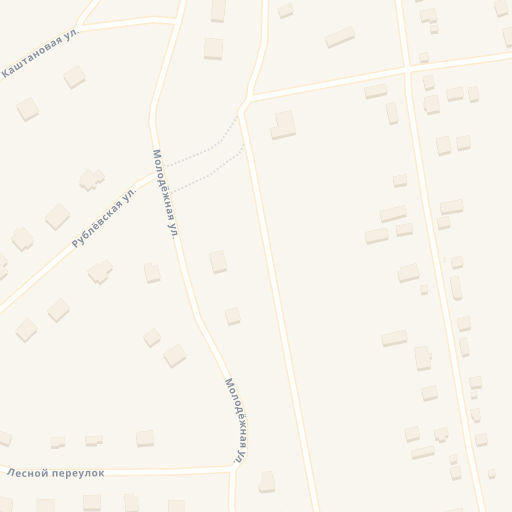 Каштановая ул.
Молодёжная ул.
Рублёвская ул.
Молодёжная ул.
Лесной переулок